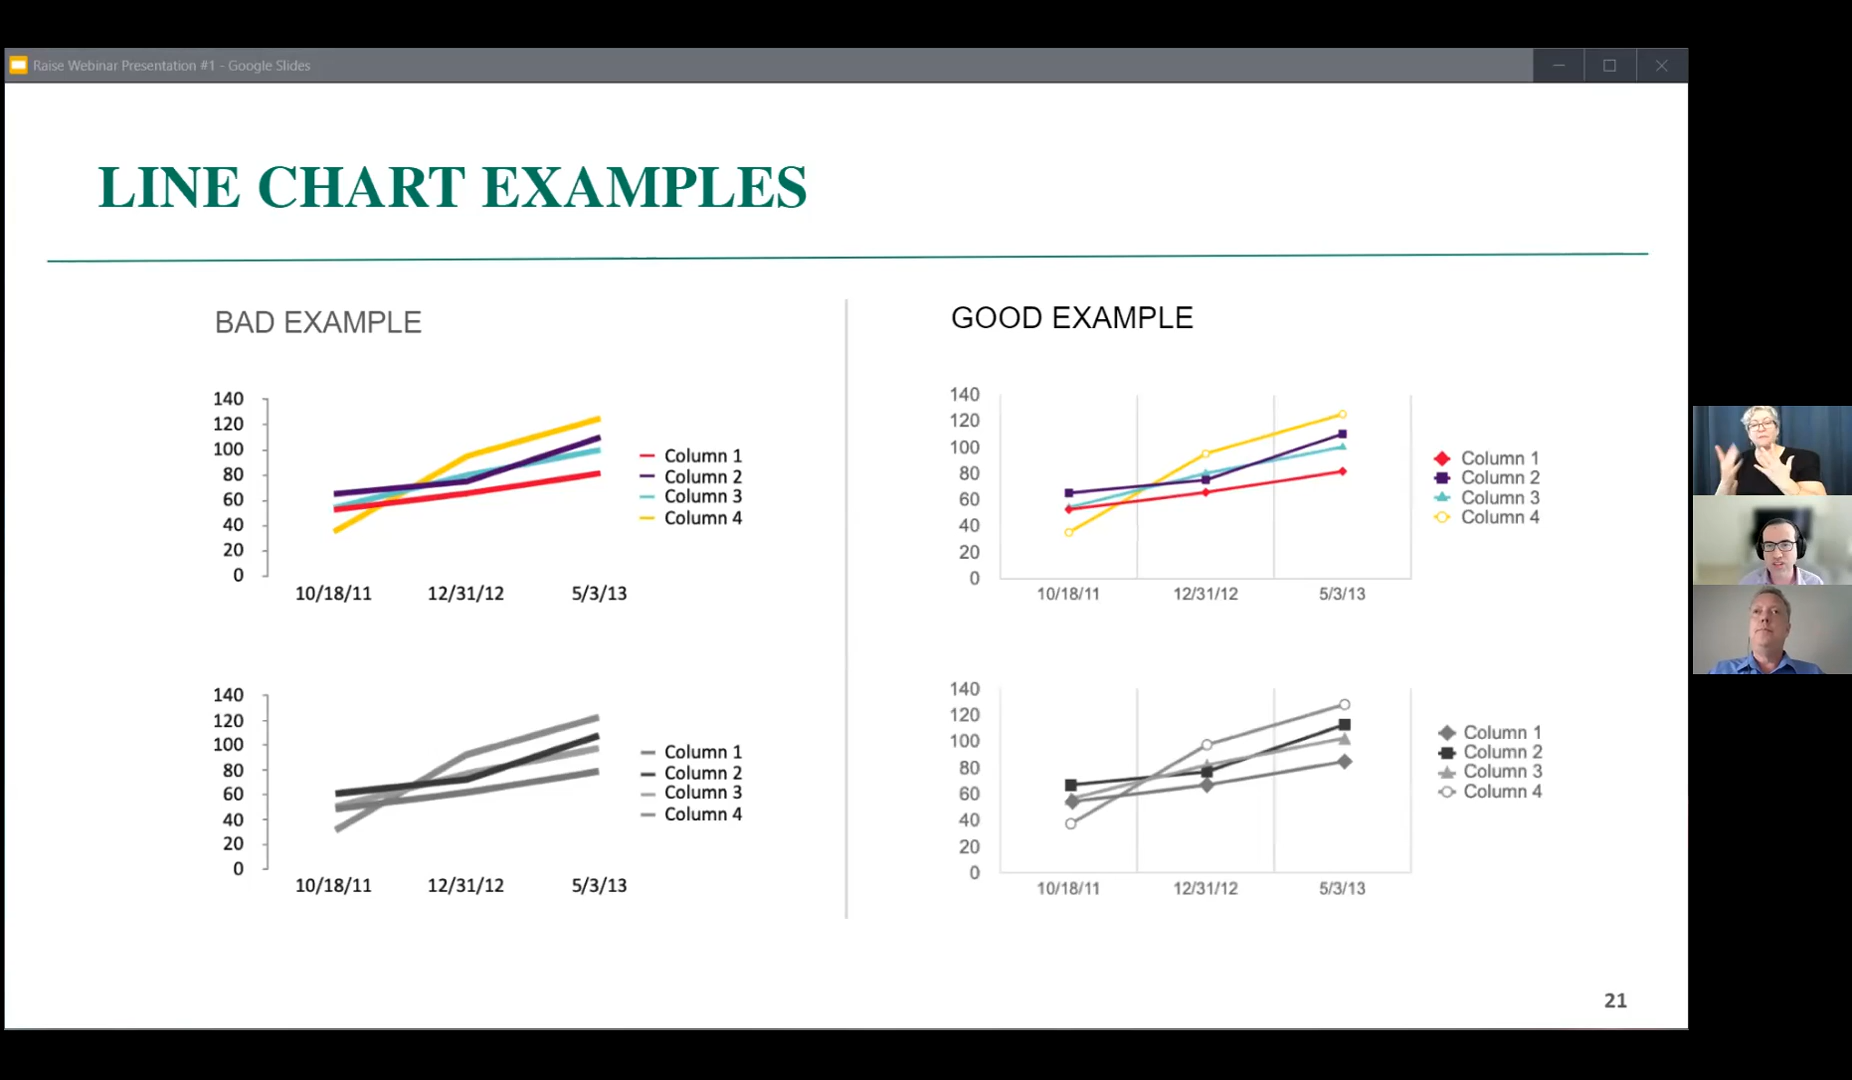 Raise Webinar Presentation #1 - Google Slides
LINE CHART EXAMPLES
BAD EXAMPLE
140
120
100
80
60
40
20
0
10/18/11 12/31/12 5/3/13
Column 1
Column 2
Column 3
Column 4
140
120
100
80
60
40
20
0
10/18/11 12/31/12 5/3/13
Column 1
Column 2
Column 3
Column 4
GOOD EXAMPLE
140
120
100
80
60
40
20
0
10/18/11 12/31/12 5/3/13
Column 1
Column 2
Column 3
Column 4
140
120
100
80
60
40
20
0
10/18/11 12/31/12 5/3/13
Column 1
Column 2
Column 3
Column 4
21